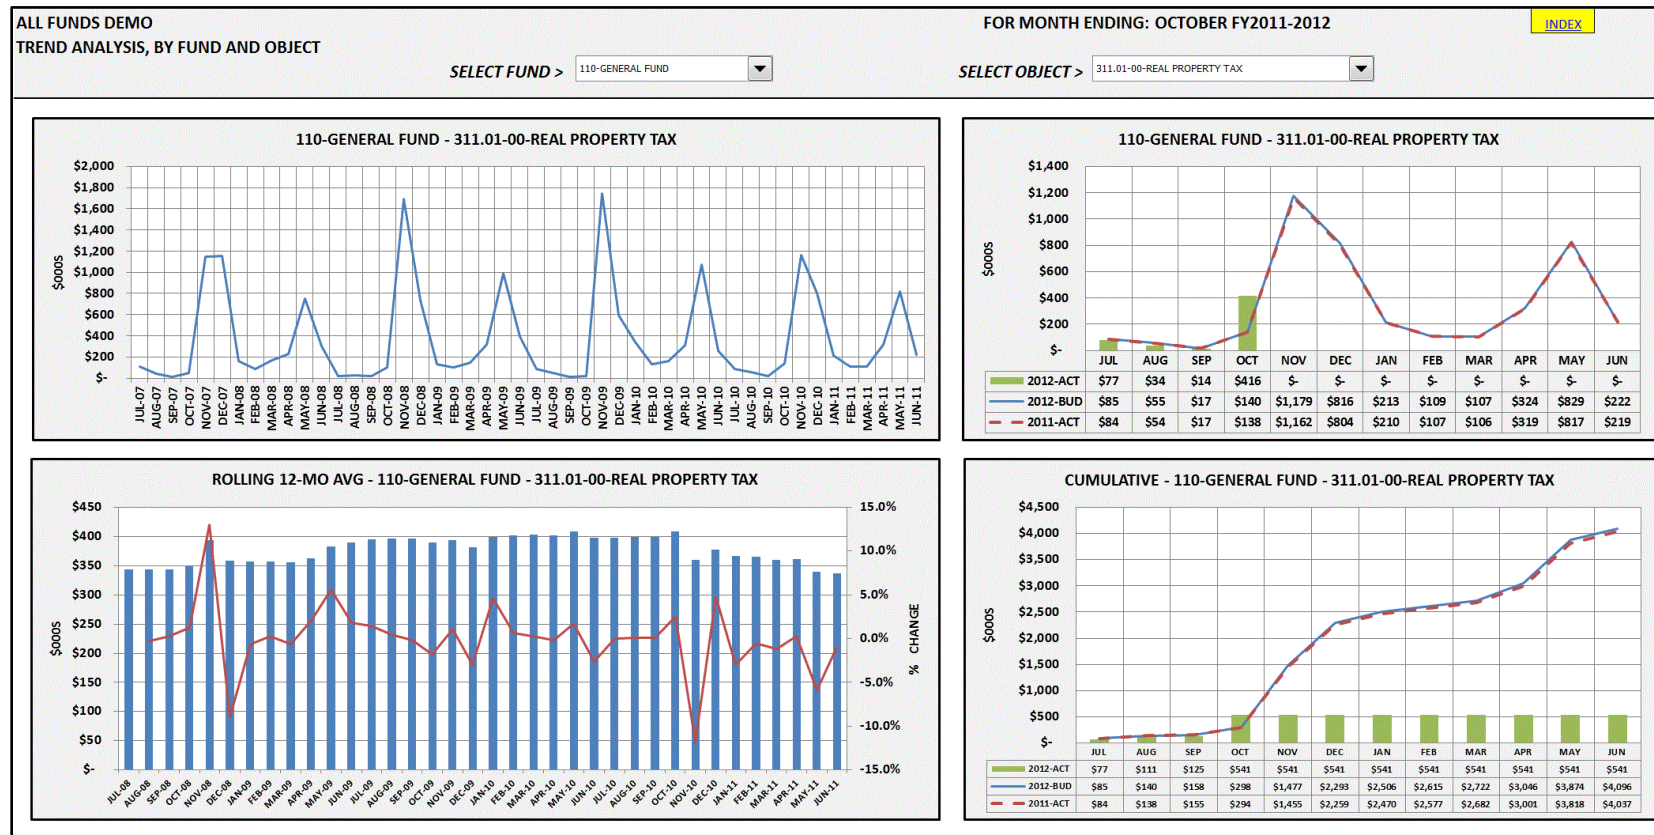 ALL FUNDS DEMO
FOR MONTH ENDING: OCTOBER FY2011-2012
INDEX
TREND ANALYSIS, BY FUND AND OBJECT
SELECT FUND > 110-GENERAL FUND
SELECT OBJECT > 311.01-00-REAL PROPERTY TAX
110-GENERAL FUND - 311.01-00-REAL PROPERTY TAX
$000S
$2,000
$1,800
$1,600
$1,400
$1,200
$1,000
$800
$600
$400
$200
$-
JUL-07 AUG-07 SEP-07 OCT-07 NOV-07 DEC-07 JAN-08 FEB-08 MAR-08 APR-08 MAY-08 JUN-08 JUL-08 AUG-08 SEP-08 OCT-08 NOV-08 DEC-08 JAN-09 FEB-09 MAR-09 APR-09 MAY-09 JUN-09 JUL-09 AUG-09 SEP-09 OCT-09 NOV-09 DEC-09 JAN-10 FEB-10 MAR-10 APR-10 MAY-10 JUN-10 JUL-10 AUG-10 SEP-10 OCT-10 NOV-10 DEC-10 JAN-11 FEB-11 MAR-11 APR-11 MAY-11 JUN-11
110-GENERAL FUND - 311.01-00-REAL PROPERTY TAX
$000S
$1,400
$1,200
$1,000
$800
$600
$400
$200
$-
JUL AUG SEP OCT NOV DEC JAN FEB MAR APR MAY JUN
2012-ACT $77 $34 $14 $416 $- $- $- $- $- $- $- $-
2012-BUD $85 $55 $17 $140 $1,179 $816 $213 $109 $107 $324 $829 $222
2011-ACT $84 $54 $17 $138 $1,162 $804 $210 $107 $106 $319 $817 $219
ROLLING 12-MO AVG - 110-GENERAL FUND - 311.01-00-REAL PROPERTY TAX
$000S
$450
$400
$350
$300
$250
$200
$150
$100
$50
$-
15.0%
10.0%
5.0%
0.0%
-5.0%
-10.0%
-15.0%
% CHANGE
JUL-08 AUG-08 SEP-08 OCT-08 NOV-08 DEC-08 JAN-09 FEB-09 MAR-09 APR-09 MAY-09 JUN-09 JUL-09 AUG-09 SEP-09 OCT-09 NOV-09 DEC-09 JAN-10 FEB-10 MAR-10 APR-10 MAY-10 JUN-10 JUL-10 AUG-10 SEP-10 OCT-10 NOV-10 DEC-10 JAN-11 FEB-11 MAR-11 APR-11 MAY-11 JUN-11
CUMULATIVE - 110-GENERAL FUND - 311.01-00-REAL PROPERTY TAX
$000S
$4,500
$4,000
$3,500
$3,000
$2,500
$2,000
$1,500
$1,000
$500
$-
JUL AUG SEP OCT NOV DEC JAN FEB MAR APR MAY JUN
2012-ACT $77 $111 $125 $541 $541 $541 $541 $541 $541 $541 $541 $541
2012-BUD $85 $140 $158 $298 $1,477 $2,293 $2,506 $2,615 $2,722 $3,046 $3,874 $4,096
2011-ACT $84 $138 $155 $294 $1,455 $2,259 $2,470 $2,577 $2,682 $3,001 $3,818 $4,037